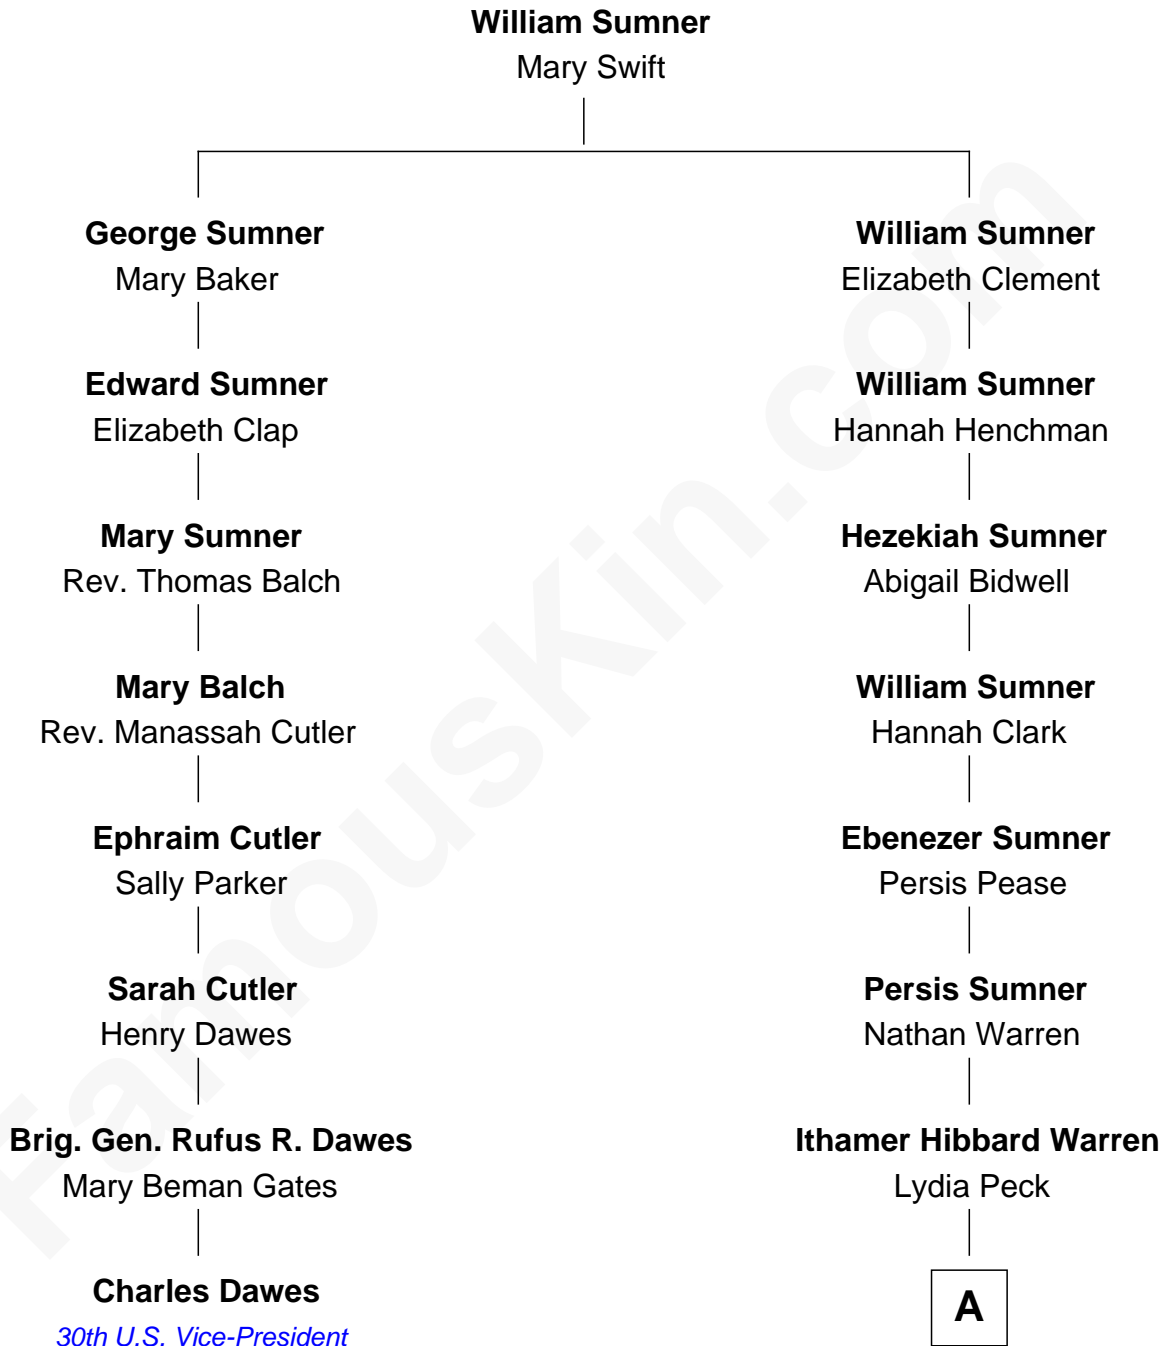 William Sumner
Mary Swift
George Sumner
Mary Baker
William Sumner
Elizabeth Clement
Edward Sumner
Elizabeth Clap
William Sumner
Hannah Henchman
Mary Sumner
Rev. Thomas Balch
Hezekiah Sumner
Abigail Bidwell
Mary Balch
Rev. Manassah Cutler
William Sumner
Hannah Clark
Ephraim Cutler
Sally Parker
Ebenezer Sumner
Persis Pease
Sarah Cutler
Henry Dawes
Persis Sumner
Nathan Warren
Brig. Gen. Rufus R. Dawes
Mary Beman Gates
Ithamer Hibbard Warren
Lydia Peck
Charles Dawes
30th U.S. Vice-President
A
FamousKin.com